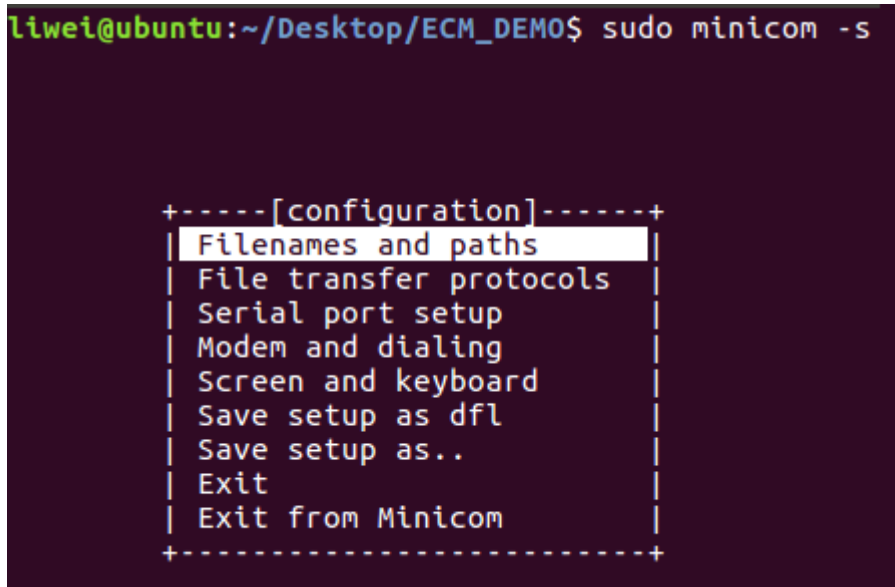 liwei@ubuntu:~/Desktop/ECM_DEMO$ sudo minicom -s
+-----[configuration]------+
| Filenames and paths      |
| File transfer protocols  |
| Serial port setup        |
| Modem and dialing        |
| Screen and keyboard      |
| Save setup as dfl        |
| Save setup as..          |
| Exit                     |
| Exit from Minicom        |
+--------------------------+